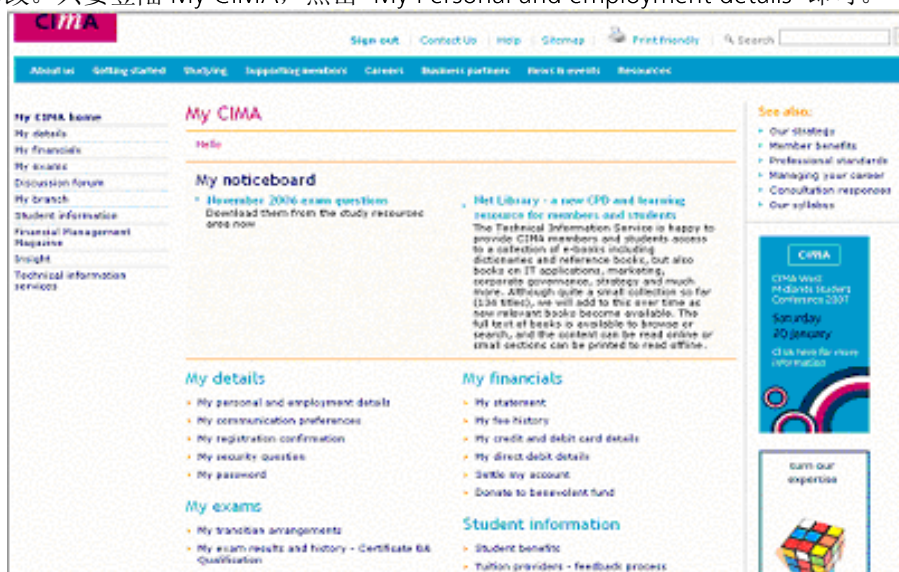 改。只要登陆 My CIMA，点击“My Personal and employment details”即可。
CIMA
Sign out | Contact Us | Help | Sitemap | Print friendly | Search
About us Getting started Studying Supporting members Careers Business partners News & events Resources
My CIMA home
My details
My financials
My exams
Discussion forum
My branch
Student information
Financial Management
Magazine
Insight
Technical information
services
My CIMA
Hello
My noticeboard
November 2006 exam questions
Download them from the study resources
area now
Net Library - a new CPD and learning
resource for members and students
The Technical Information Service is happy to
provide CIMA members and students access
to a collection of e-books including
dictionaries and reference books, but also
books on IT applications, marketing,
corporate governance, strategy and much
more. Although quite a small collection so far
(136 titles), we will add to this over time as
new relevant books become available. The
full text of books is available to browse or
search, and the content can be read online or
small sections can be printed to read offline.
My details
My personal and employment details
My communication preferences
My registration confirmation
My security question
My password
My exams
My transition arrangements
My exam results and history - Certificate BA
Qualification
My financials
My statement
My fee history
My credit and debit card details
My direct debit details
Settle my account
Donate to benevolent fund
Student information
Student benefits
Tuition providers - feedback process
See also:
Our strategy
Member benefits
Professional standards
Managing your career
Consultation responses
Our syllabus
CIMA
CIMA West
Midlands Student
Conference 2007
Saturday
20 January
Click here for more
information
turn our
expertise